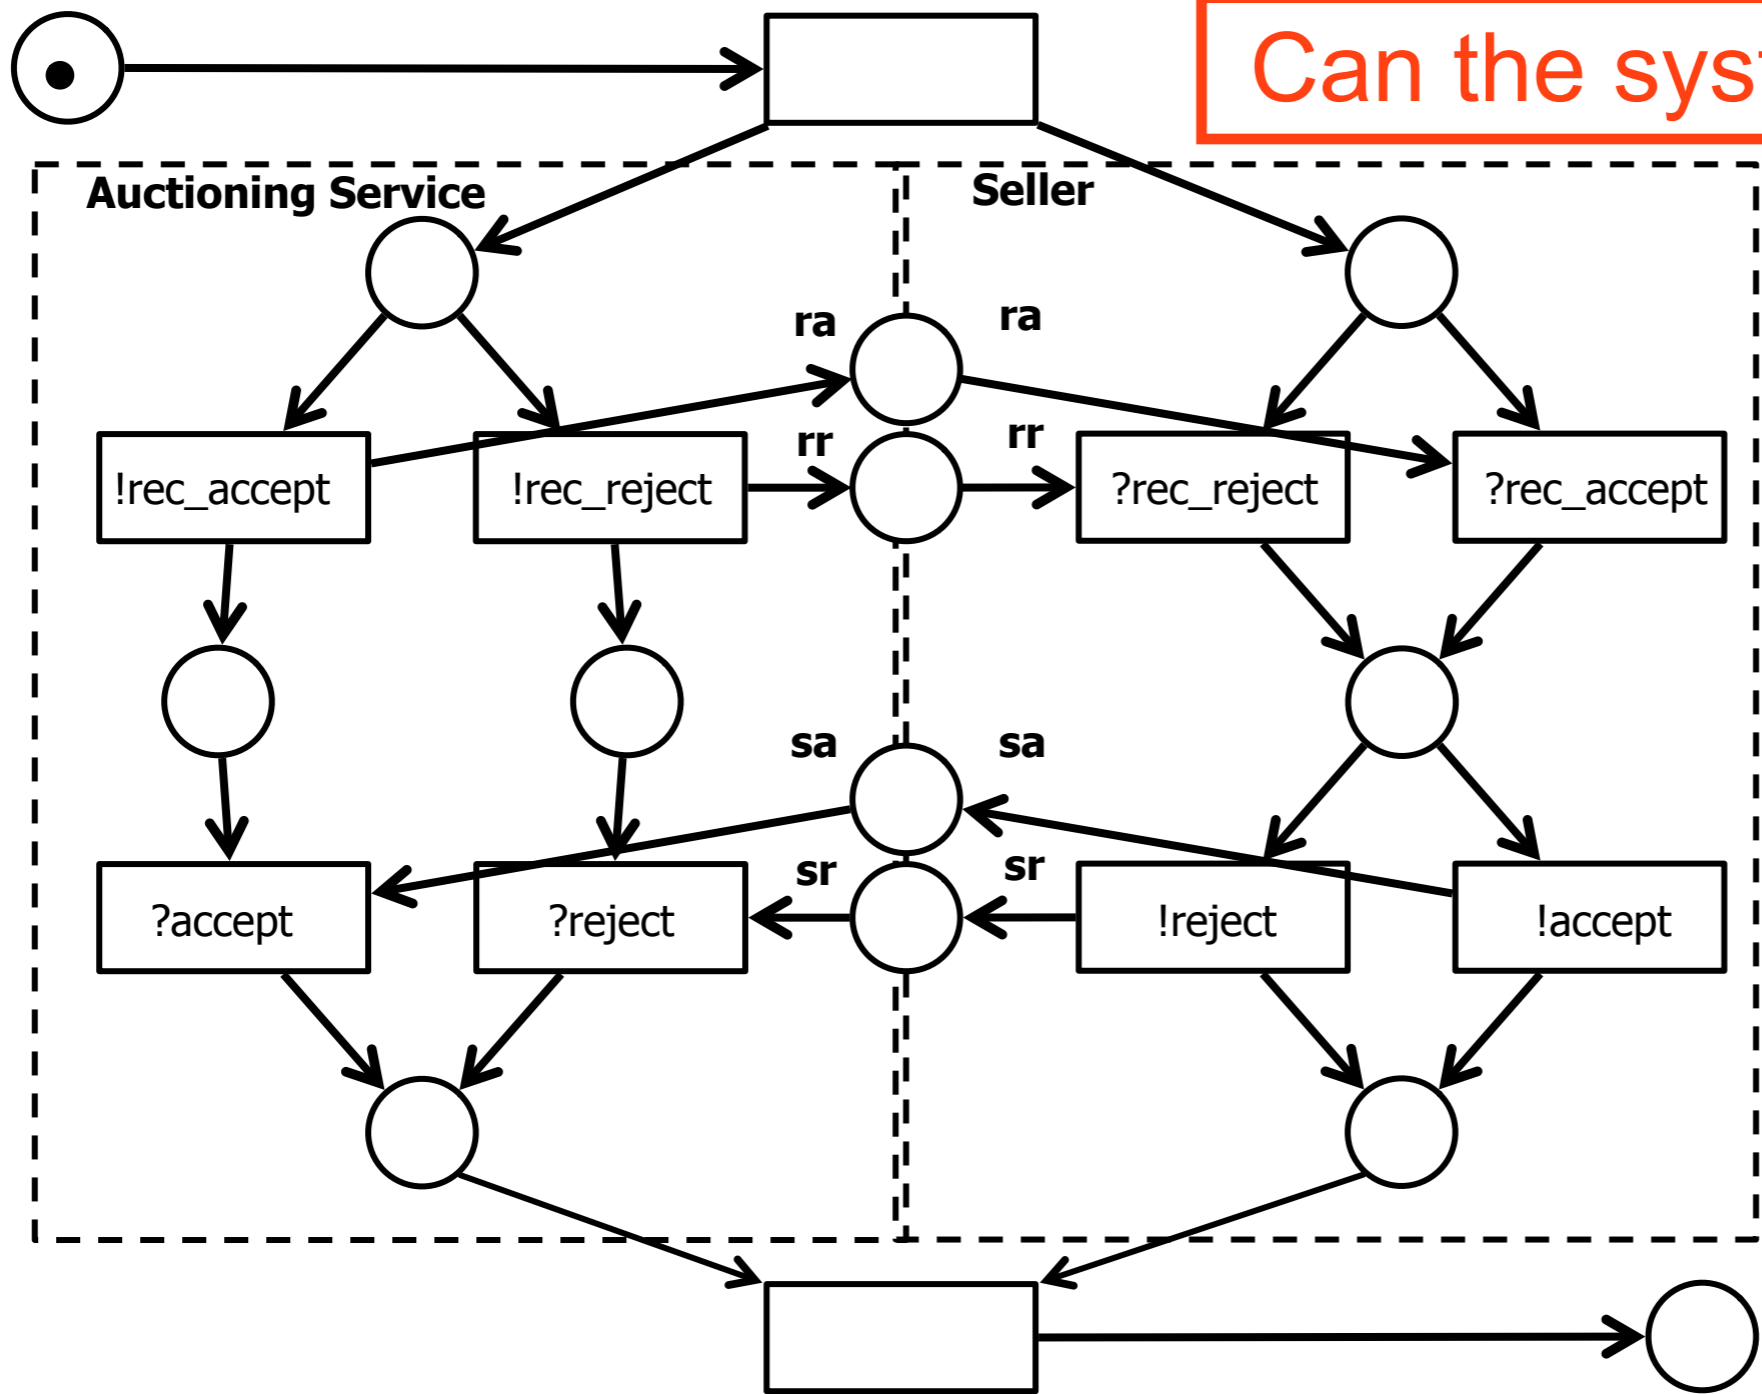 Can the
Auctioning Service
Seller
ra
ra
rr
rr
!rec_accept
!rec_reject
?rec_reject
?rec_accept
sa
sa
sr
sr
?accept
?reject
!reject
!accept